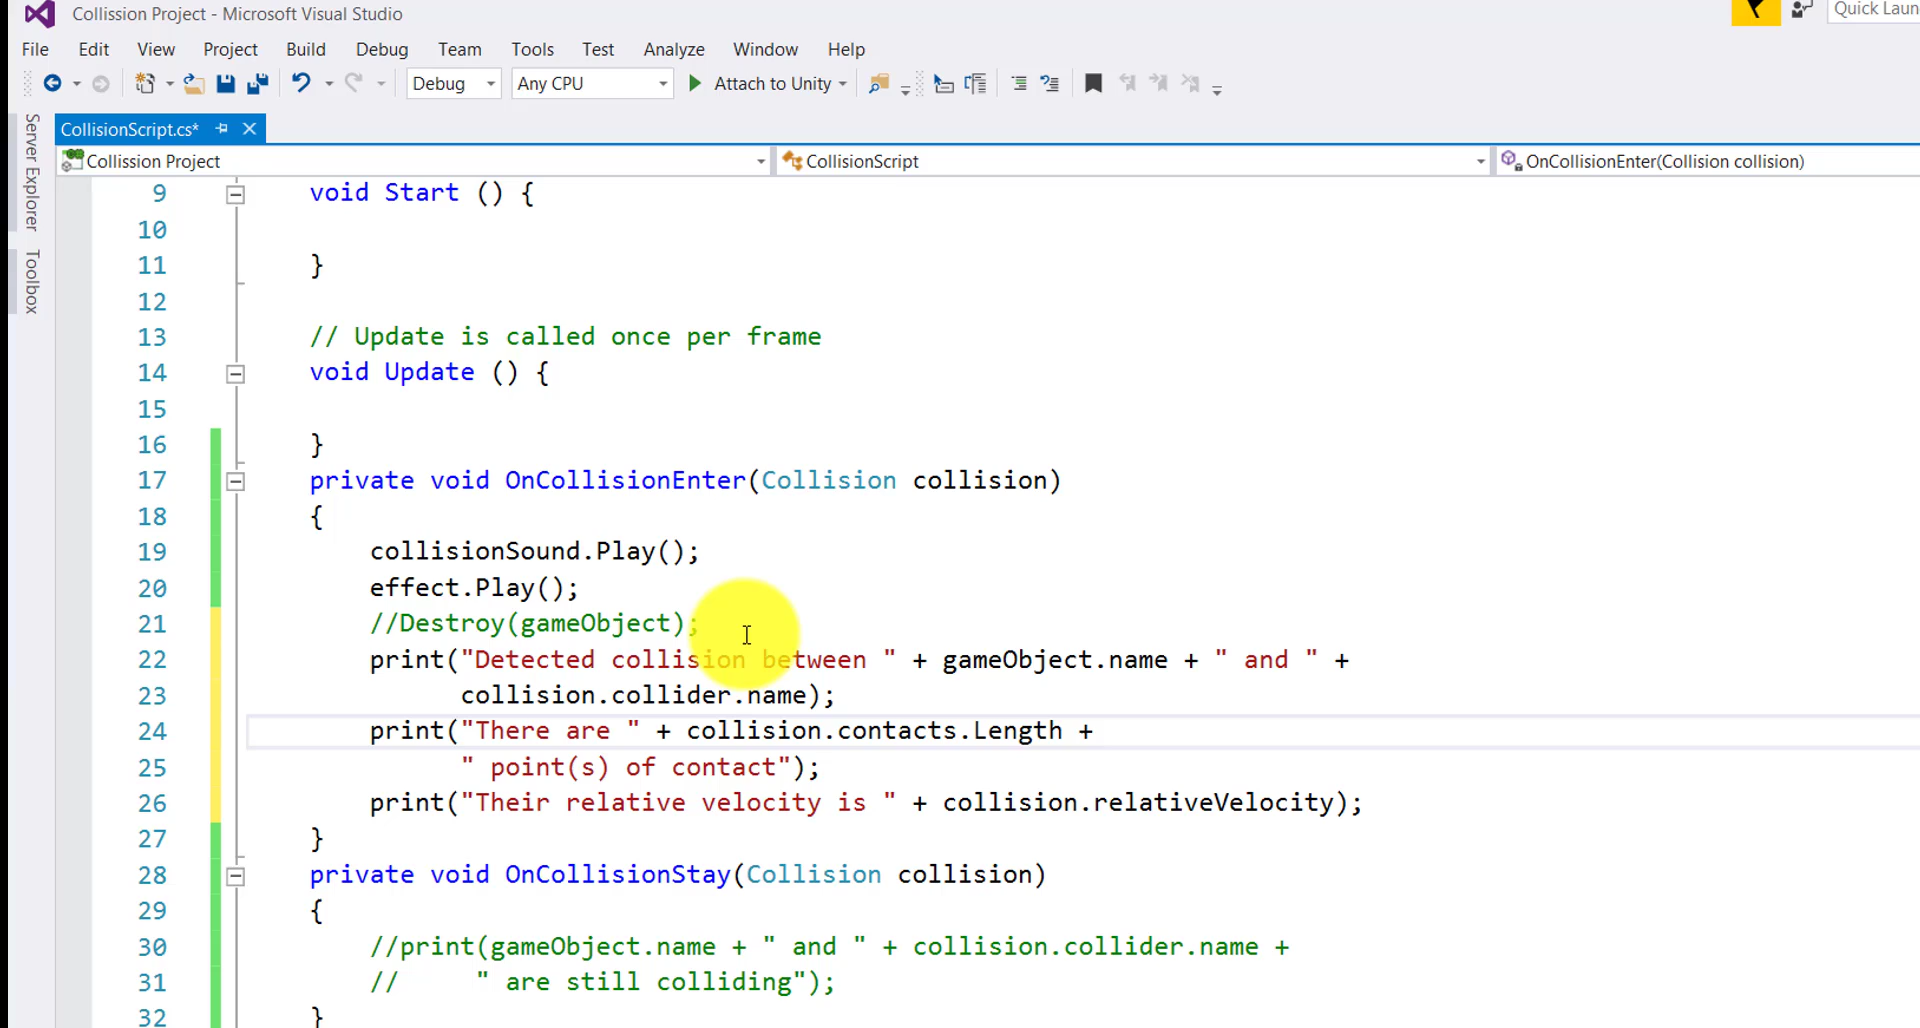 Collission Project - Microsoft Visual Studio
Quick Laun
File Edit View Project Build Debug Team Tools Test Analyze Window Help
Debug Any CPU Attach to Unity
Server Explorer
Toolbox
CollisionScript.cs*
Collission Project CollisionScript OnCollisionEnter(Collision collision)
9 void Start () {
10
11 }
12
13 // Update is called once per frame
14 void Update () {
15
16 }
17 private void OnCollisionEnter(Collision collision)
18 {
19 collisionSound.Play();
20 effect.Play();
21 //Destroy(gameObject);
22 print("Detected collision between " + gameObject.name + " and " +
23 collision.collider.name);
24 print("There are " + collision.contacts.Length +
25 " point(s) of contact");
26 print("Their relative velocity is " + collision.relativeVelocity);
27 }
28 private void OnCollisionStay(Collision collision)
29 {
30 //print(gameObject.name + " and " + collision.collider.name +
31 // " are still colliding");
32 }